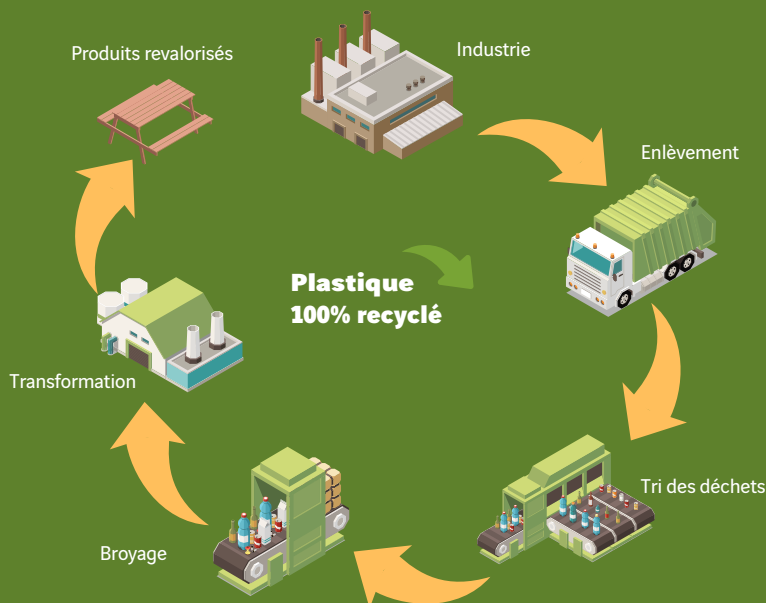 Produits revalorisés
Industrie
Enlèvement
Plastique
100% recyclé
Transformation
Tri des déchets
Broyage